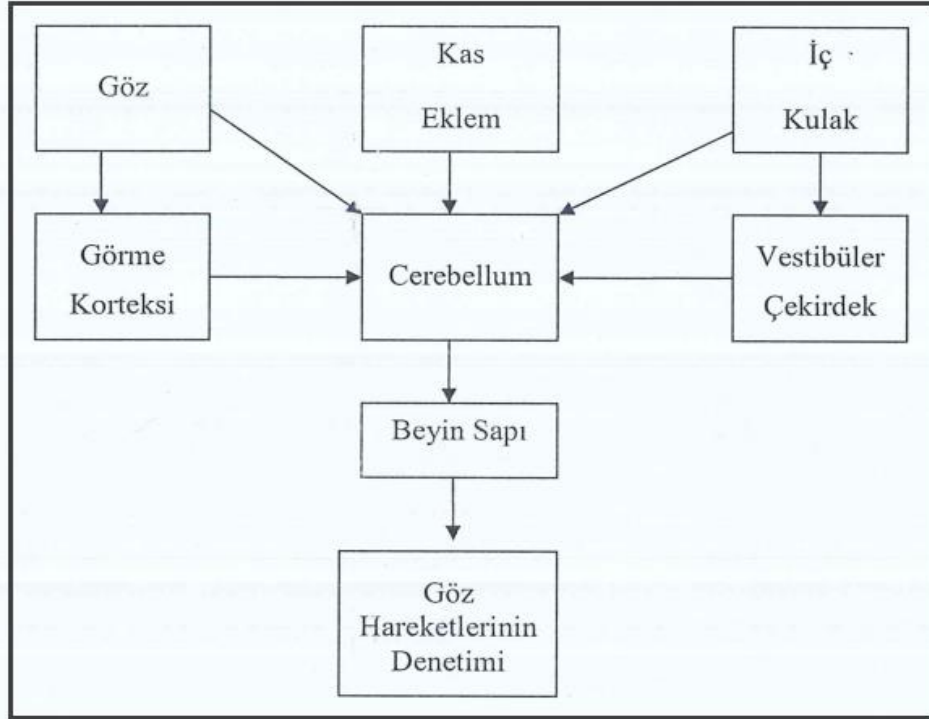 Göz
Kas
Eklem
İç
Kulak
Görme
Korteksi
Cerebellum
Vestibüler
Çekirdek
Beyin Sapı
Göz
Hareketlerinin
Denetimi